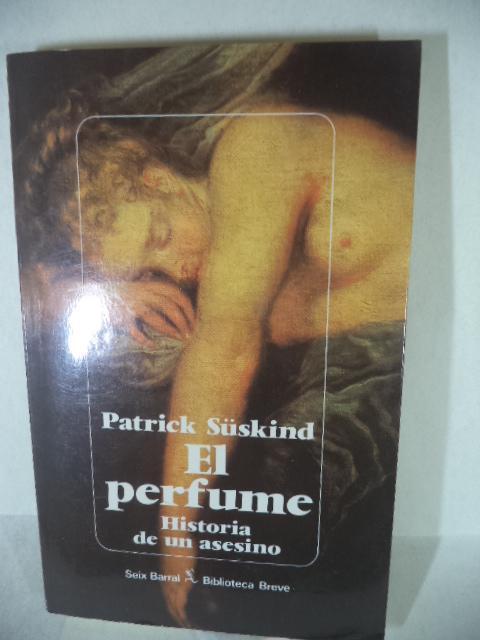 Patrick Süskind
El
perfume
Historia
de un asesino
Seix Barral Biblioteca Breve